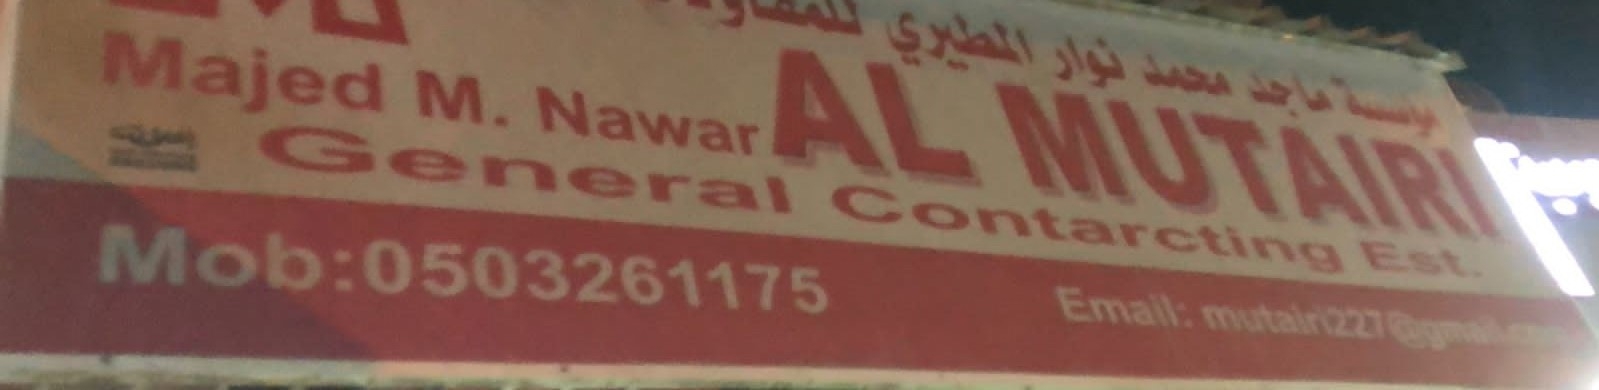 مؤسسة ماجد محمد نوار المطيري للمقاولات
Majed M. Nawar AL MUTAIRI
General Contarcting Est.
Mob:0503261175
Email: mutairi227@gmail.com